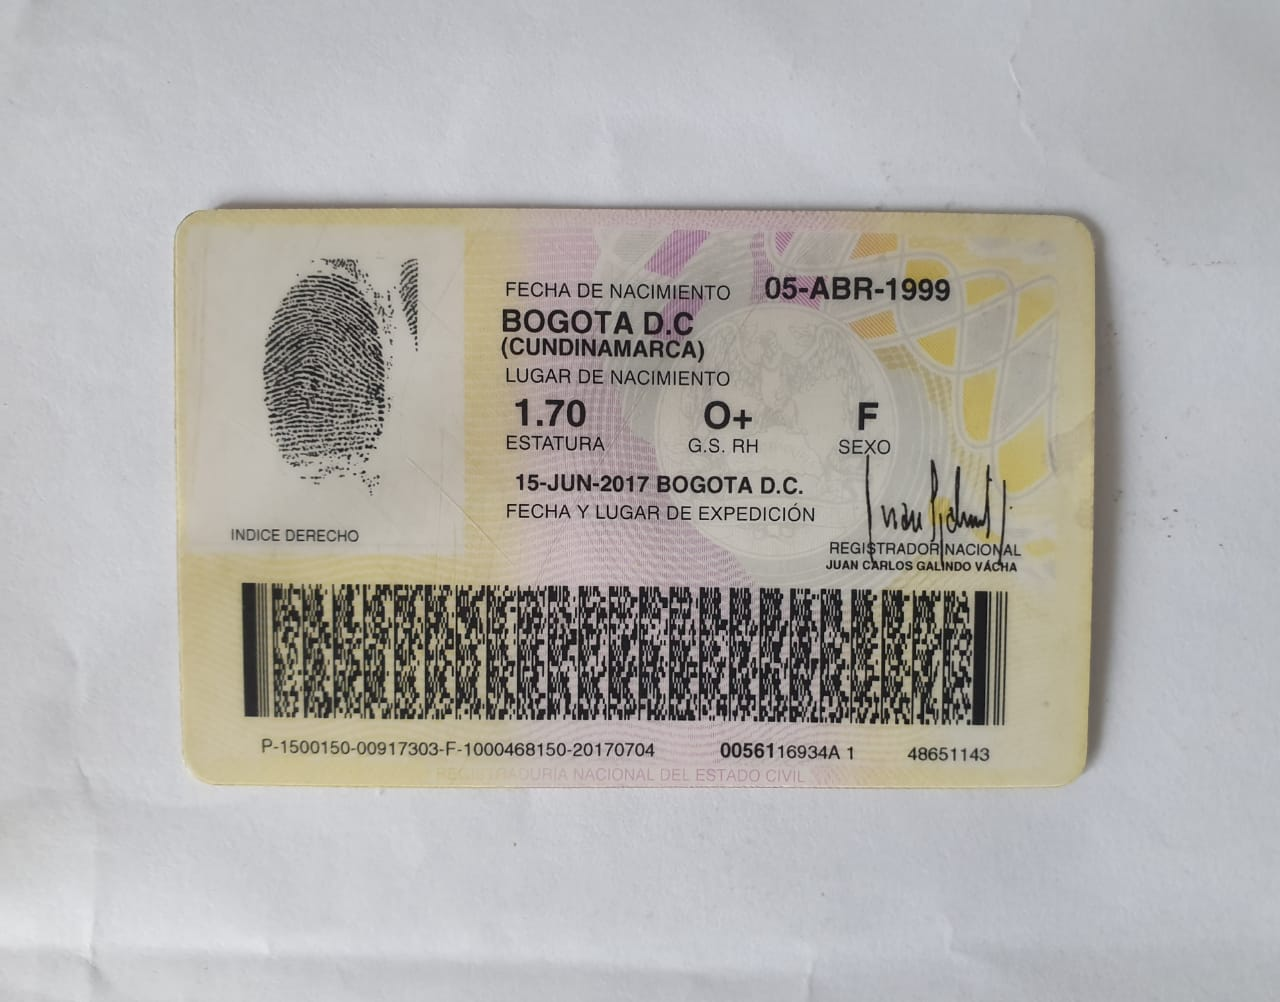 FECHA DE NACIMIENTO 05-ABR-1999
BOGOTA D.C
(CUNDINAMARCA)
LUGAR DE NACIMIENTO
1.70 O+ F
ESTATURA G.S. RH SEXO
15-JUN-2017 BOGOTA D.C.
FECHA Y LUGAR DE EXPEDICIÓN
INDICE DERECHO
REGISTRADOR NACIONAL
JUAN CARLOS GALINDO VÁCHA
P-1500150-00917303-F-1000468150-20170704 0056116934A 1 48651143
REGISTRADURÍA NACIONAL DEL ESTADO CIVIL